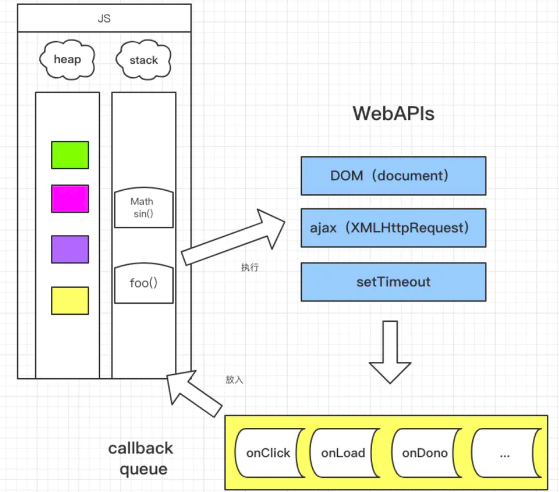 JS
heap
stack
WebAPIs
DOM（document）
Math
sin()
ajax（XMLHttpRequest）
执行
foo()
setTimeout
放入
callback
queue
onClick
onLoad
onDono
...